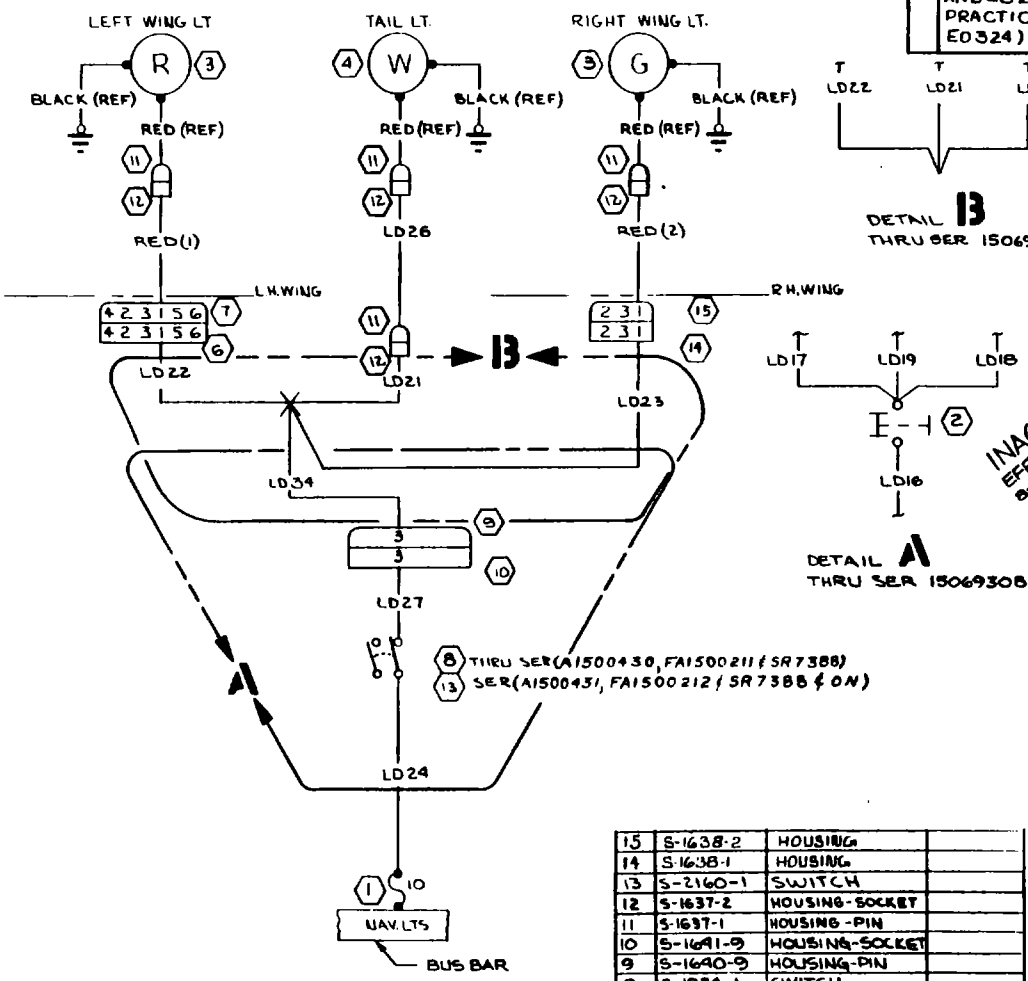 LEFT WING LT
TAIL LT.
RIGHT WING LT.
PRACTIC
ED324)
R
3
4
W
3
G
BLACK (REF)
BLACK (REF)
BLACK (REF)
RED (REF)
RED (REF)
RED (REF)
T T T
LD22 LD21
11
11
11
12
12
12
DETAIL B
THRU SER 15069
RED (1)
LD26
RED (2)
L H. WING
R H. WING
4 2 3 1 5 6
7
4 2 3 1 5 6
6
11
12
2 3 1
15
2 3 1
14
B
LD22
LD21
LD23
LD17 LD19 LD18
2
LD16
INAC
EFF
DETAIL A
THRU SER 15069308
LD34
3
9
3
10
LD27
8 THRU SER (A1500430, FA1500211 & SR7388)
13 SER (A1500431, FA1500212 & SR7388 & ON)
A
LD24
1
10
NAV. LTS
BUS BAR
15 S-1638-2 HOUSING
14 S-1638-1 HOUSING
13 S-2160-1 SWITCH
12 S-1637-2 HOUSING-SOCKET
11 S-1637-1 HOUSING-PIN
10 S-1641-9 HOUSING-SOCKET
9 S-1640-9 HOUSING-PIN